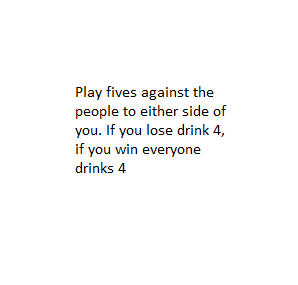 Play fives against the
people to either side of
you. If you lose drink 4,
if you win everyone
drinks 4